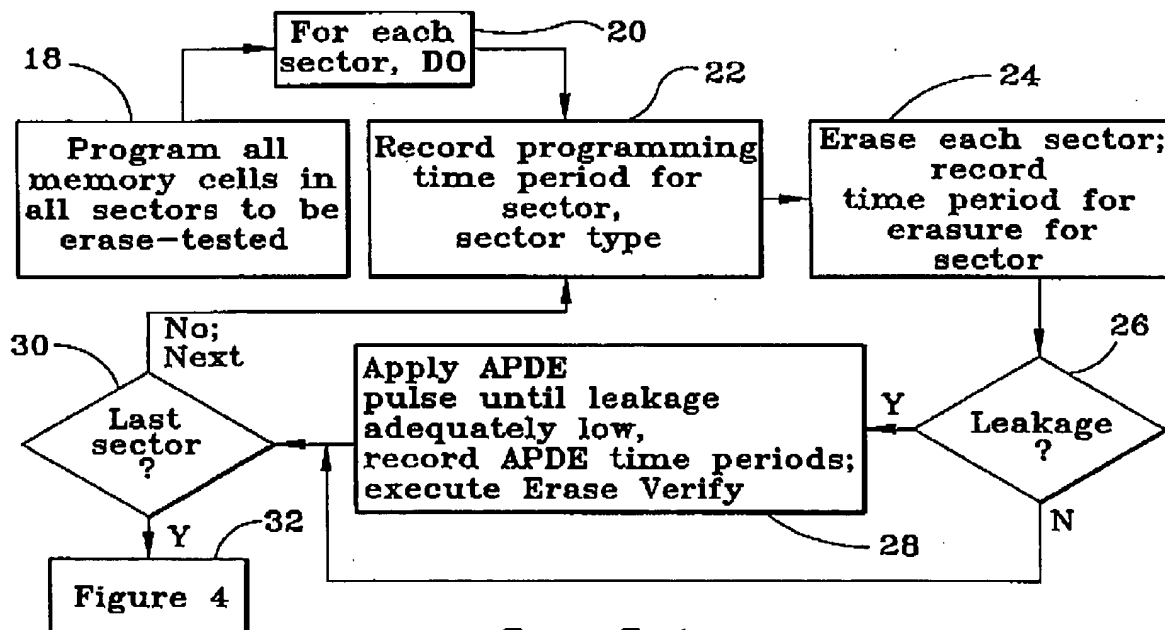 For each
sector, DO
20
18
22
24
Program all
memory cells in
all sectors to be
erase-tested
Record programming
time period for
sector,
sector type
Erase each sector;
record
time period for
erasure for
sector
30
No;
Next
26
Last
sector
?
Apply APDE
pulse until leakage
adequately low,
record APDE time periods;
execute Erase Verify
Y
Leakage
?
N
28
Y
32
Figure 4